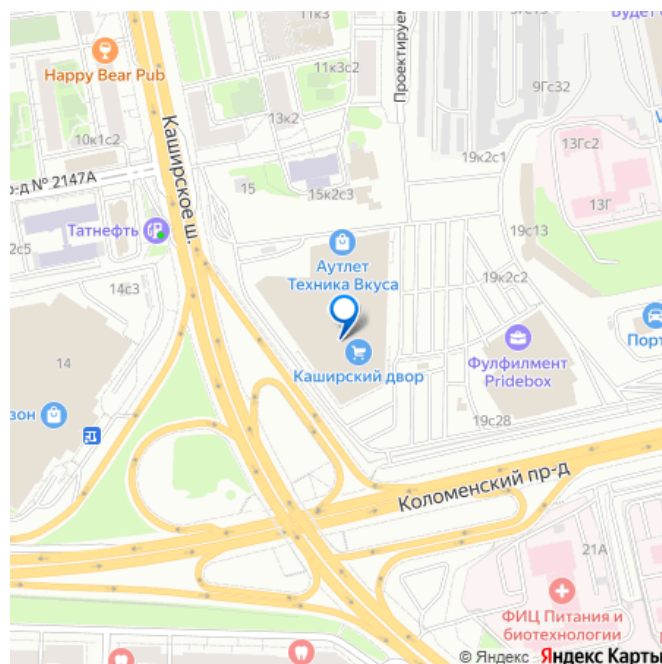 11к3
Будет
Happy Bear Pub
11к3с2
Проектируем
9Гс32
10к1с2
Каширское ш.
13к2
13Гс2
19к2с1
р-д № 2147А
15
15к2с3
13Г
Татнефть
2с5
19с13
Аутлет
Техника Вкуса
14с3
19к2с2
14
Порт
Фулфилмент
Pridebox
Каширский двор
зон
19с28
Коломенский пр-д
21А
ФИЦ Питания и
биотехнологии
© Яндекс Яндекс Карты